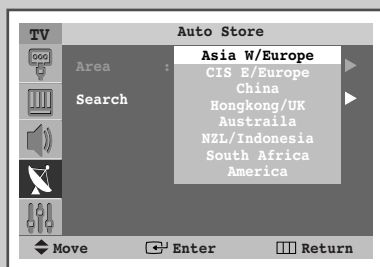 TV Auto Store
Area :
Asia W/Europe
CIS E/Europe
China
Search
Hongkong/UK
Austraila
NZL/Indonesia
South Africa
America
Move Enter Return